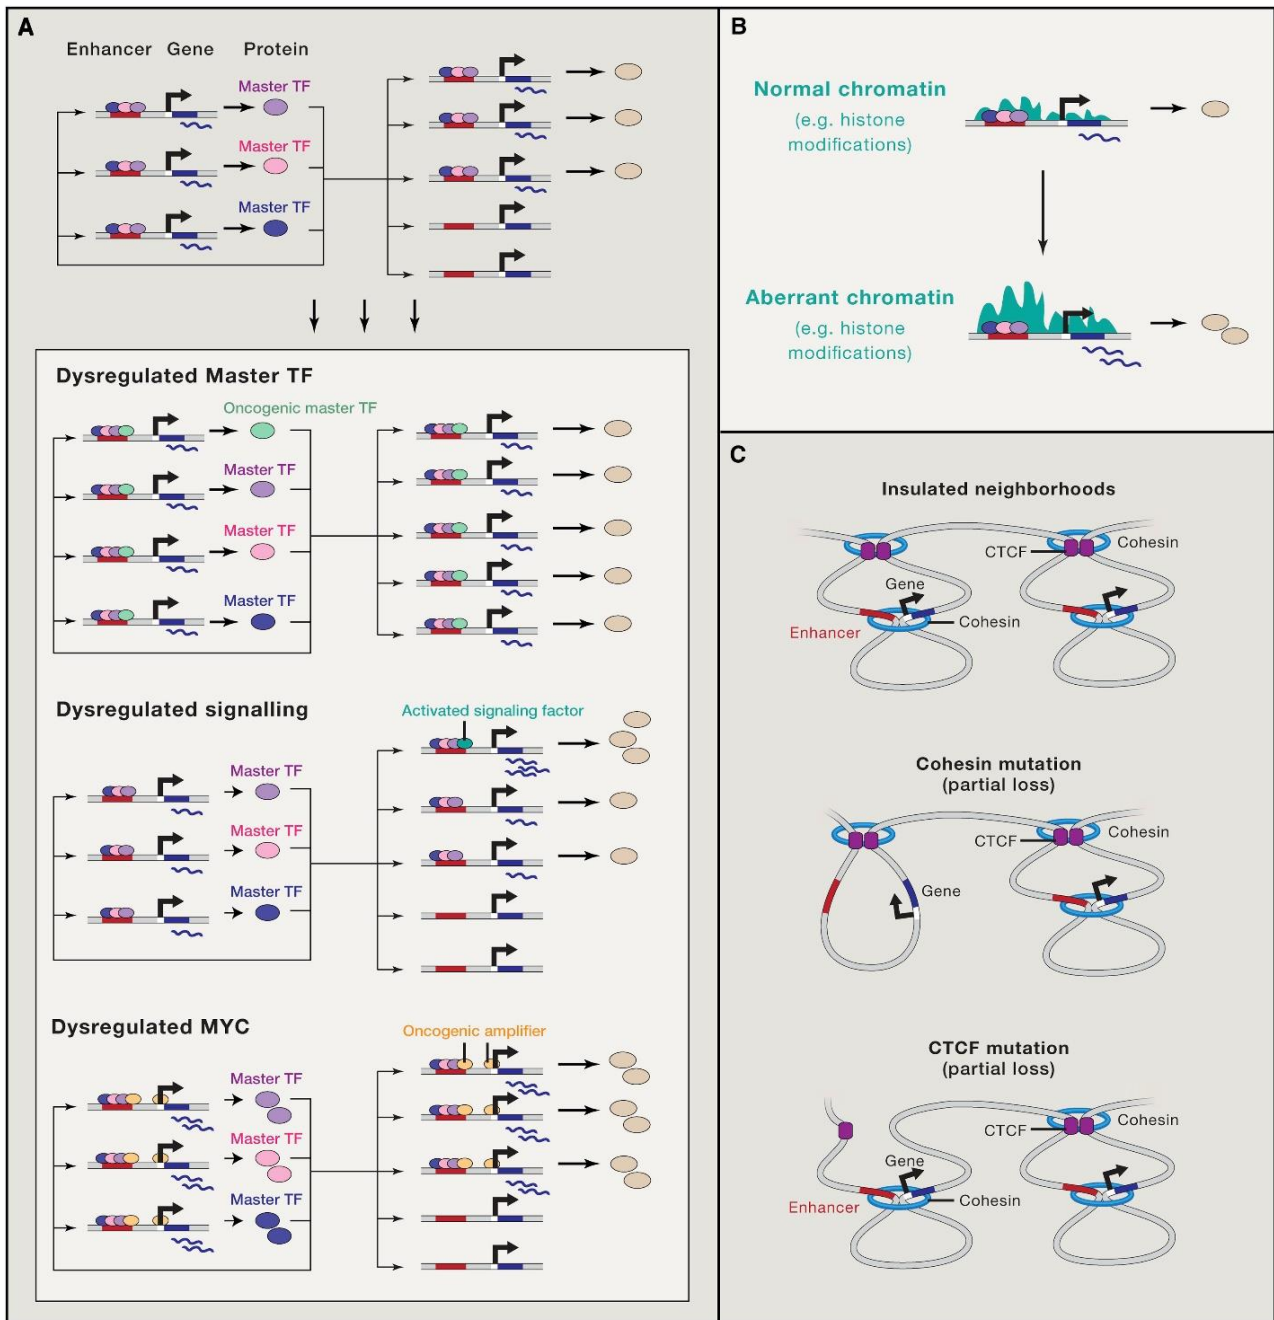 A
Enhancer Gene Protein
Master TF
Master TF
Master TF
Dysregulated Master TF
Oncogenic master TF
Master TF
Master TF
Master TF
Dysregulated signalling
Activated signaling factor
Master TF
Master TF
Master TF
Dysregulated MYC
Oncogenic amplifier
Master TF
Master TF
Master TF
B
Normal chromatin
(e.g. histone
modifications)
Aberrant chromatin
(e.g. histone
modifications)
C
Insulated neighborhoods
Cohesin
CTCF
Gene
Cohesin
Enhancer
Cohesin mutation
(partial loss)
Cohesin
CTCF
Gene
CTCF mutation
(partial loss)
Cohesin
CTCF
Gene
Cohesin
Enhancer